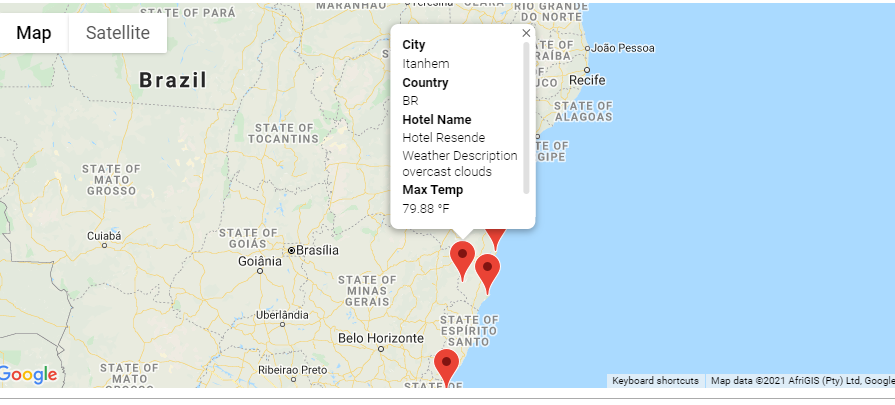 STATE OF PARÁ
MARANHÃO
Teresina
RIO GRANDE
DO NORTE
Map
Satellite
×
City
Itanhem
Country
BR
Hotel Name
Hotel Resende
Weather Description
overcast clouds
Max Temp
79.88 °F
STATE OF
RAÍBA
João Pessoa
Recife
STATE OF
ALAGOAS
Brazil
STATE OF
TOCANTINS
STATE OF
MATO
GROSSO
Cuiabá
STATE OF
GOIÁS
Brasília
Goiânia
STATE OF
MINAS
GERAIS
Uberlândia
Belo Horizonte
STATE OF
ESPÍRITO
SANTO
Ribeirao Preto
STATE OF
MATO
STATE OF
Google
Keyboard shortcuts
Map data ©2021 AfriGIS (Pty) Ltd, Google